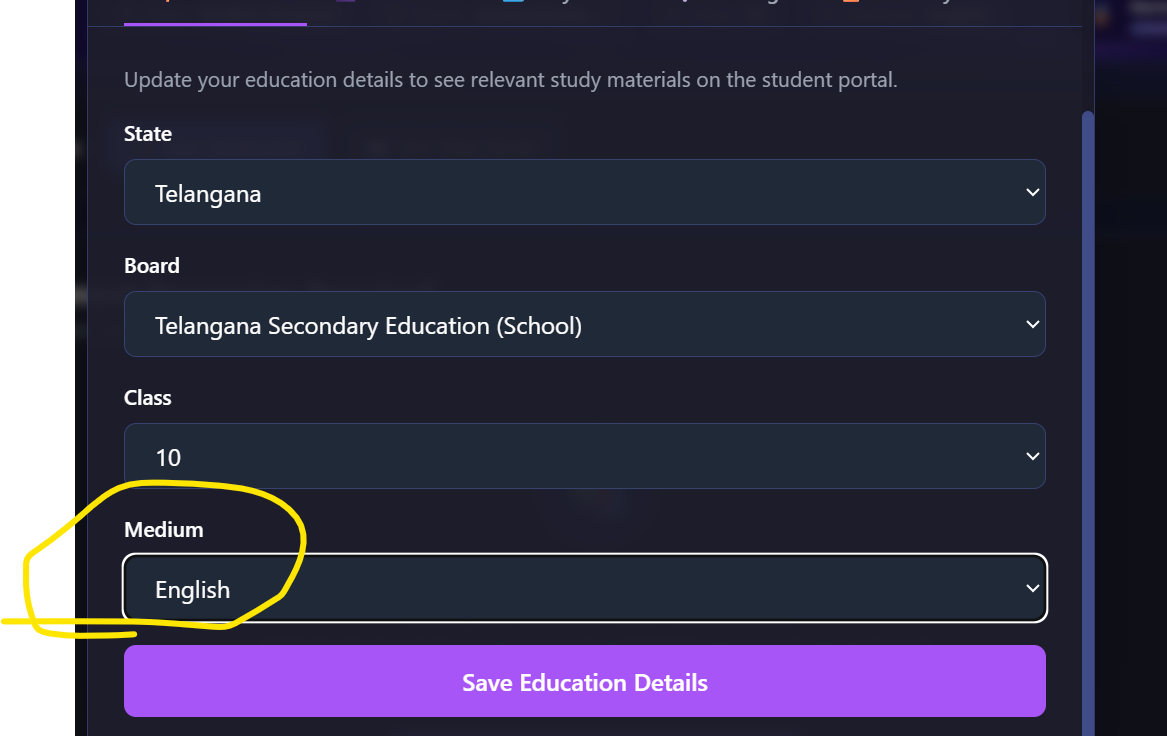 Update your education details to see relevant study materials on the student portal.
State
Telangana
Board
Telangana Secondary Education (School)
Class
10
Medium
English
Save Education Details